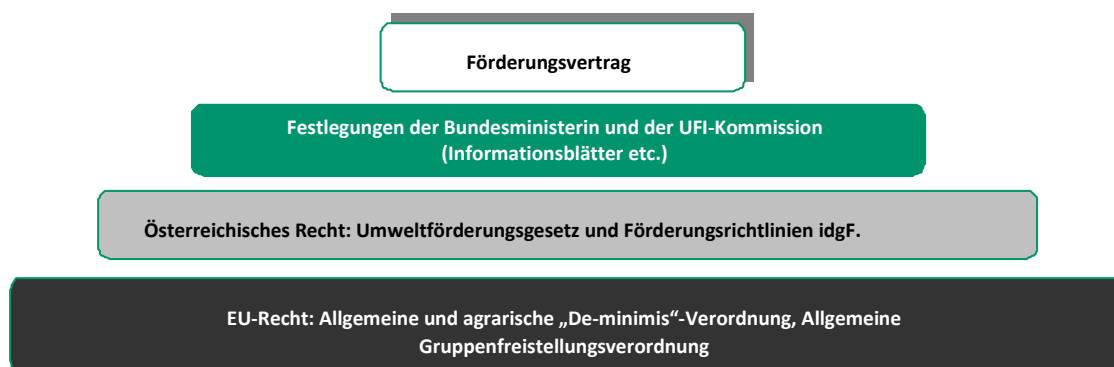 Förderungsvertrag
Festlegungen der Bundesministerin und der UFI-Kommission
(Informationsblätter etc.)
Österreichisches Recht: Umweltförderungsgesetz und Förderungsrichtlinien idgF.
EU-Recht: Allgemeine und agrarische „De-minimis“-Verordnung, Allgemeine
Gruppenfreistellungsverordnung